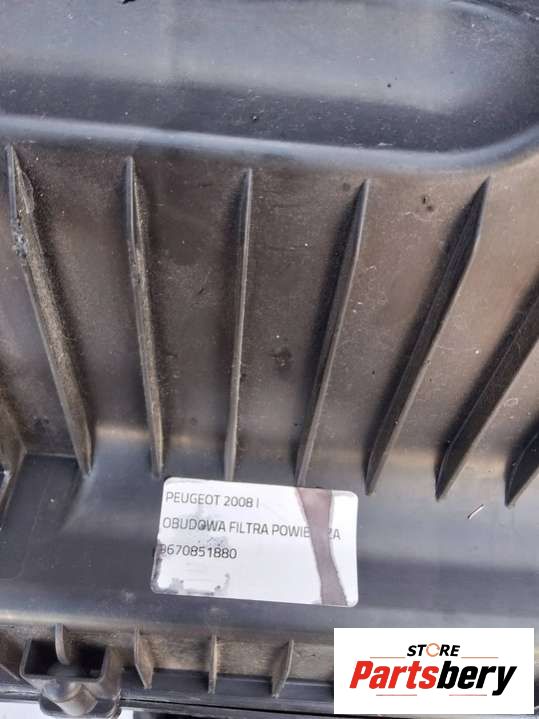 PEUGEOT 2008 I
OBUDOWA FILTRA
9670851880
STORE
Partsbery